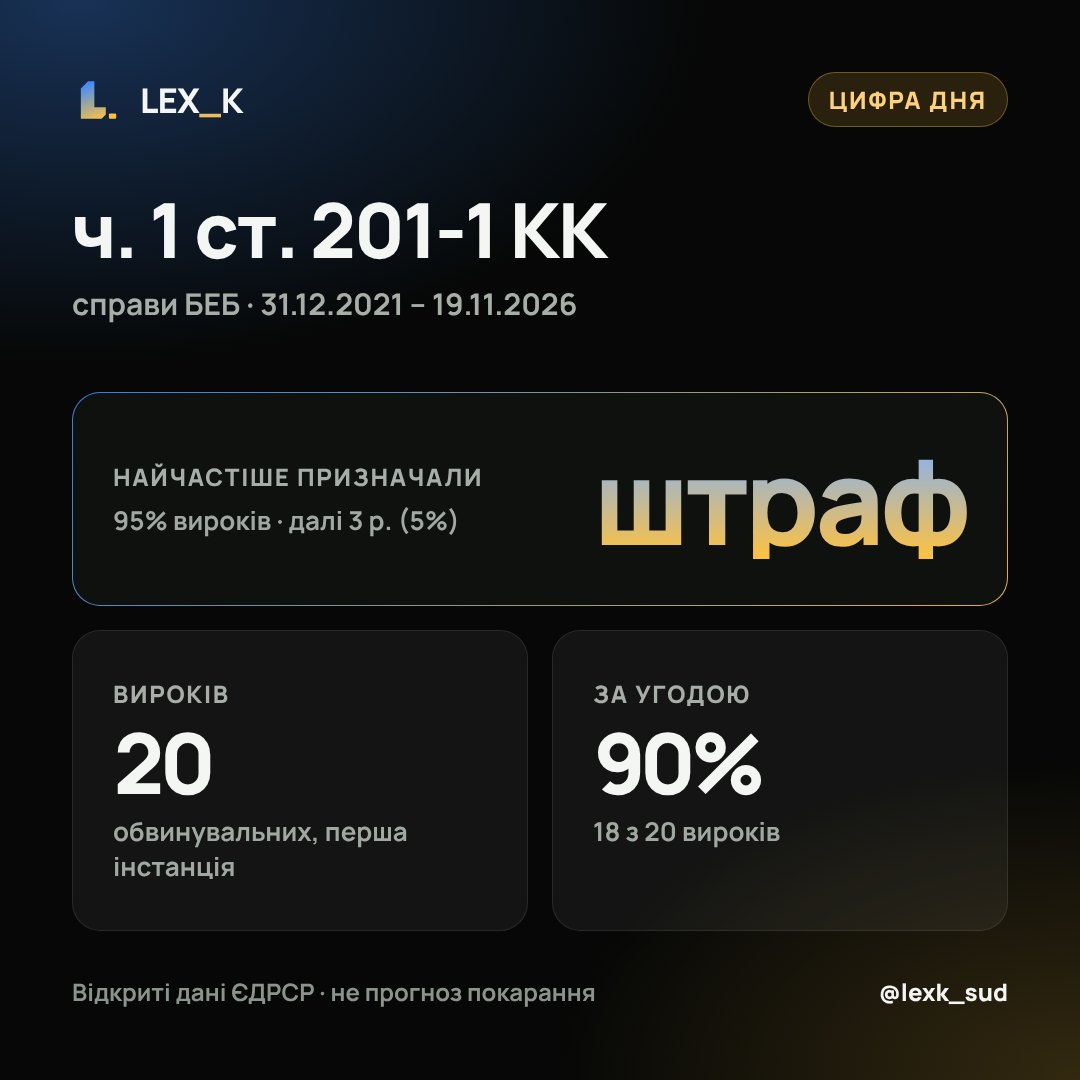 LEX_K
ЦИФРА ДНЯ
ч. 1 ст. 201-1 КК
справи БЕБ · 31.12.2021 – 19.11.2026
НАЙЧАСТІШЕ ПРИЗНАЧАЛИ
95% вироків · далі 3 р. (5%)
штраф
ВИРОКІВ
20
обвинувальних, перша
інстанція
ЗА УГОДОЮ
90%
18 з 20 вироків
Відкриті дані ЄДРСР · не прогноз покарання
@lexk_sud